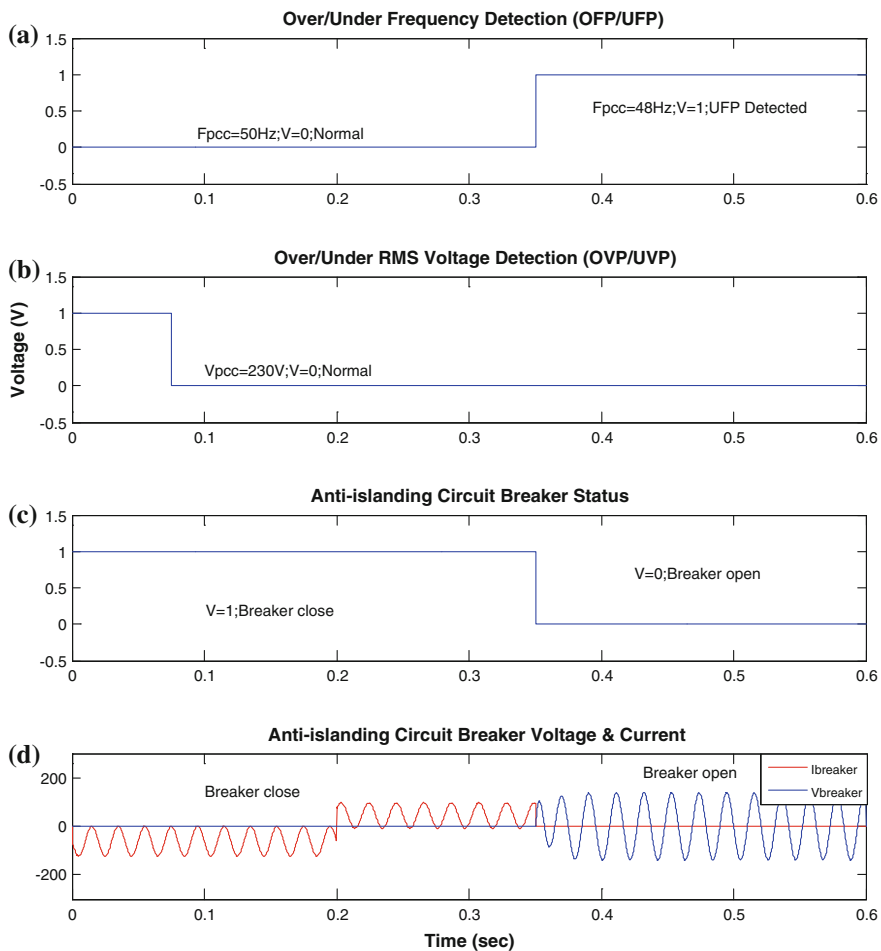 (a)
Over/Under Frequency Detection (OFP/UFP)
1.5
1
0.5
0
-0.5
Fpcc=50Hz;V=0;Normal
Fpcc=48Hz;V=1;UFP Detected
0 0.1 0.2 0.3 0.4 0.5 0.6
(b)
Over/Under RMS Voltage Detection (OVP/UVP)
Voltage (V)
1.5
1
0.5
0
-0.5
Vpcc=230V;V=0;Normal
0 0.1 0.2 0.3 0.4 0.5 0.6
(c)
Anti-islanding Circuit Breaker Status
1.5
1
0.5
0
-0.5
V=1;Breaker close
V=0;Breaker open
0 0.1 0.2 0.3 0.4 0.5 0.6
(d)
Anti-islanding Circuit Breaker Voltage & Current
200
0
-200
Breaker close
Breaker open
Ibreaker
Vbreaker
0 0.1 0.2 0.3 0.4 0.5 0.6
Time (sec)